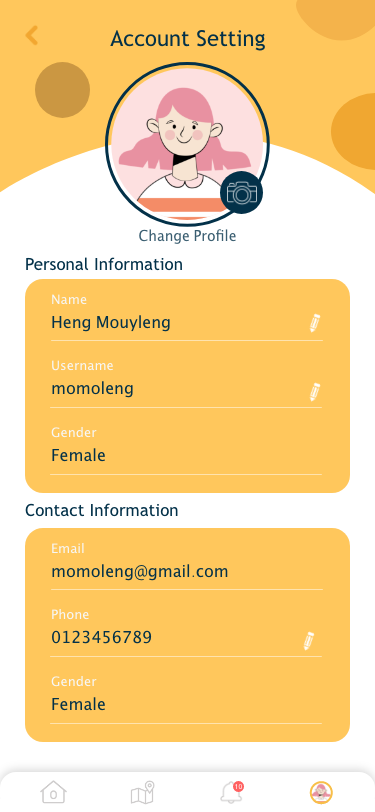 Account Setting
Change Profile
Personal Information
Name
Heng Mouyleng
Username
momoleng
Gender
Female
Contact Information
Email
momoleng@gmail.com
Phone
0123456789
Gender
Female
10